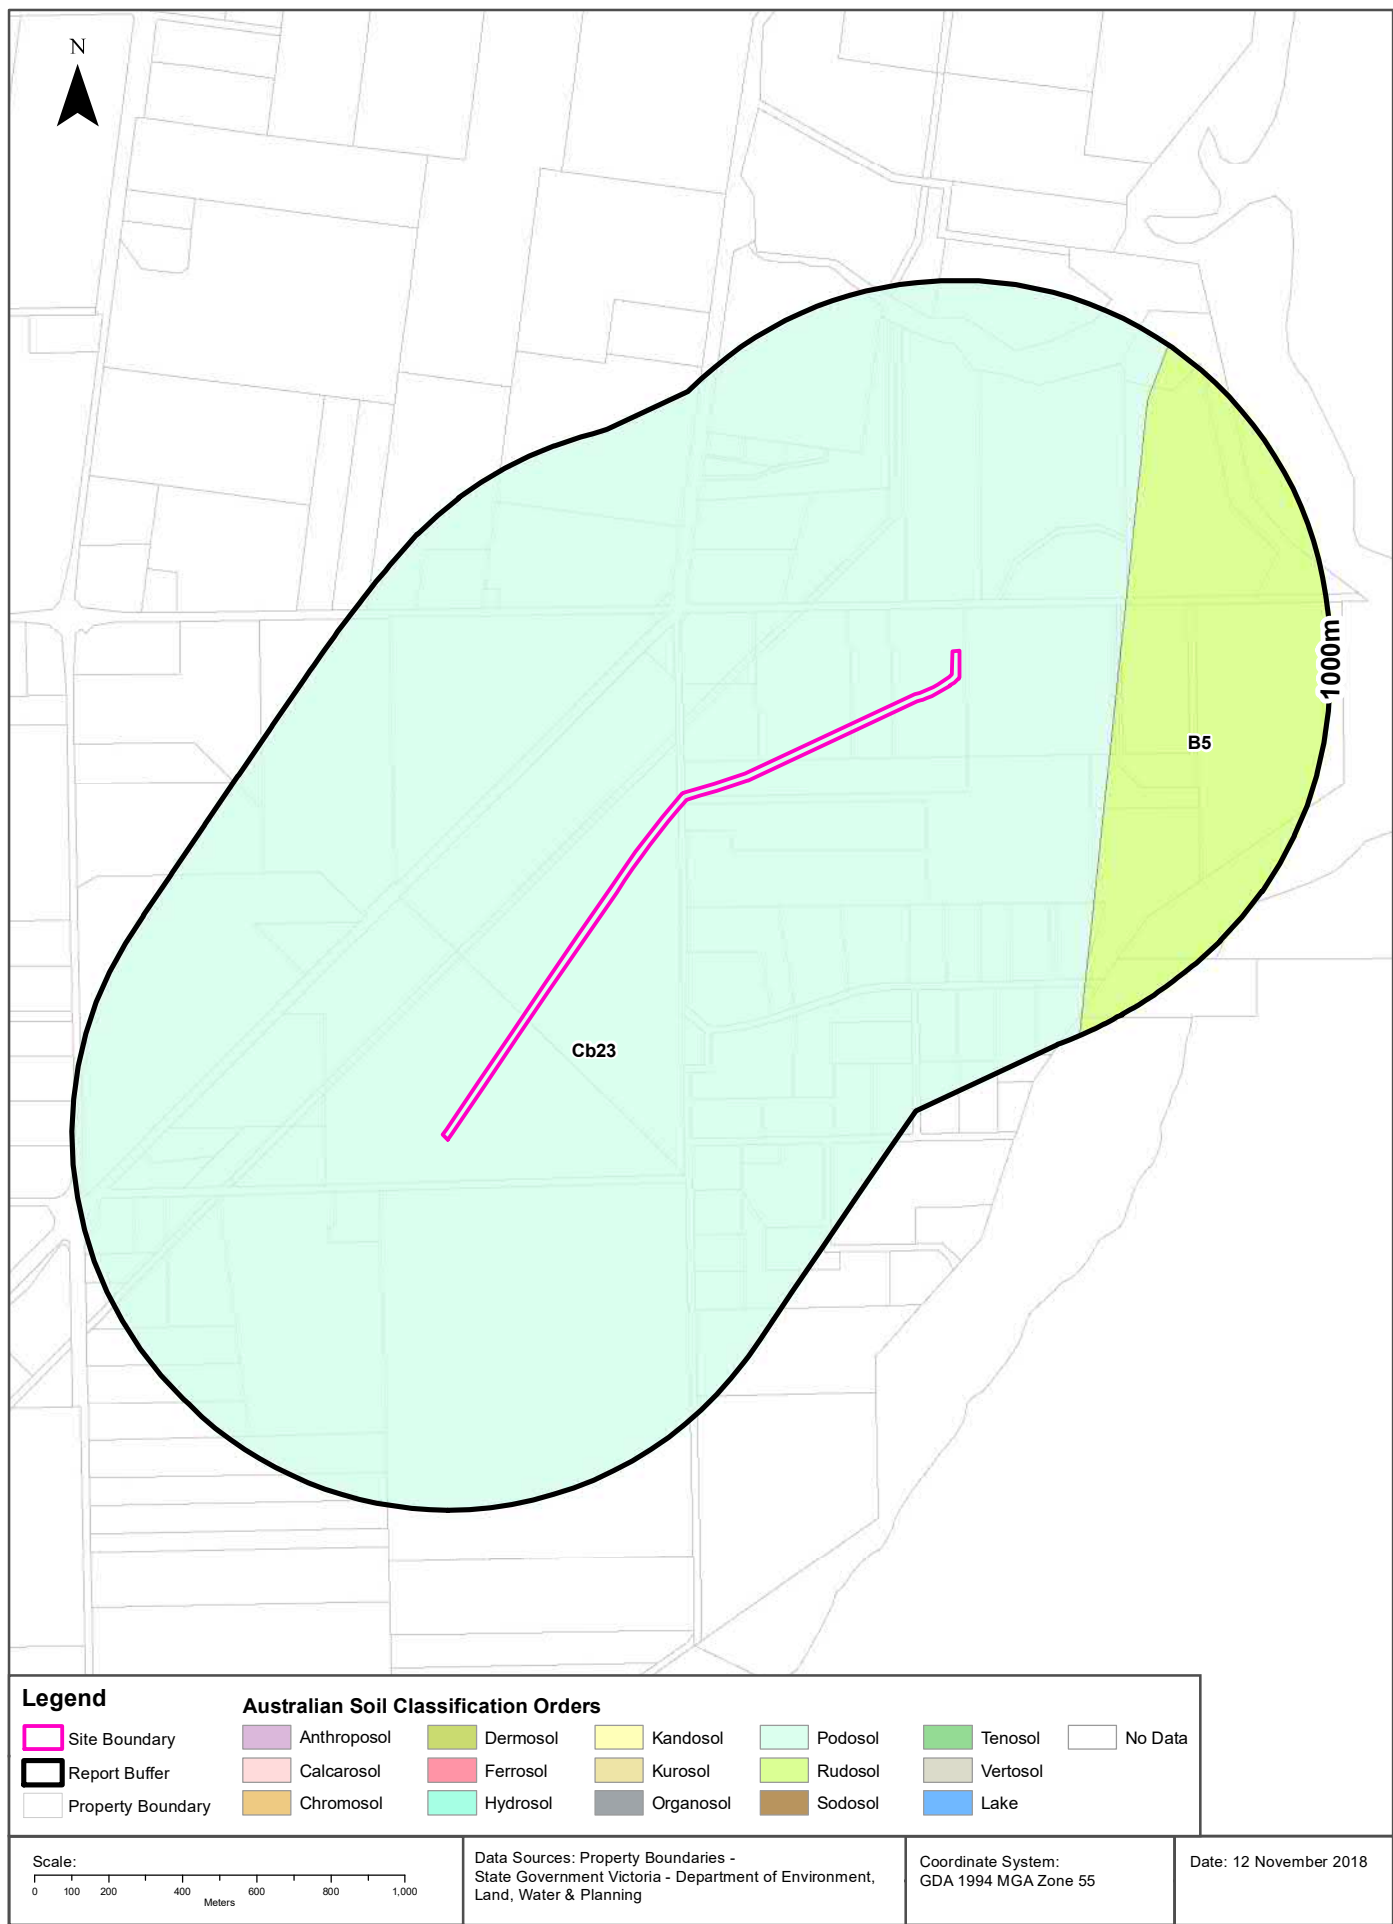 N
1000m
B5
Cb23
Legend
Site Boundary
Report Buffer
Property Boundary
Australian Soil Classification Orders
Anthroposol
Dermosol
Kandosol
Podosol
Tenosol
No Data
Calcarosol
Ferrosol
Kurosol
Rudosol
Vertosol
Chromosol
Hydrosol
Organosol
Sodosol
Lake
Scale:
0 100 200 400 600 800 1,000
Meters
Data Sources: Property Boundaries -
State Government Victoria - Department of Environment,
Land, Water & Planning
Coordinate System:
GDA 1994 MGA Zone 55
Date: 12 November 2018